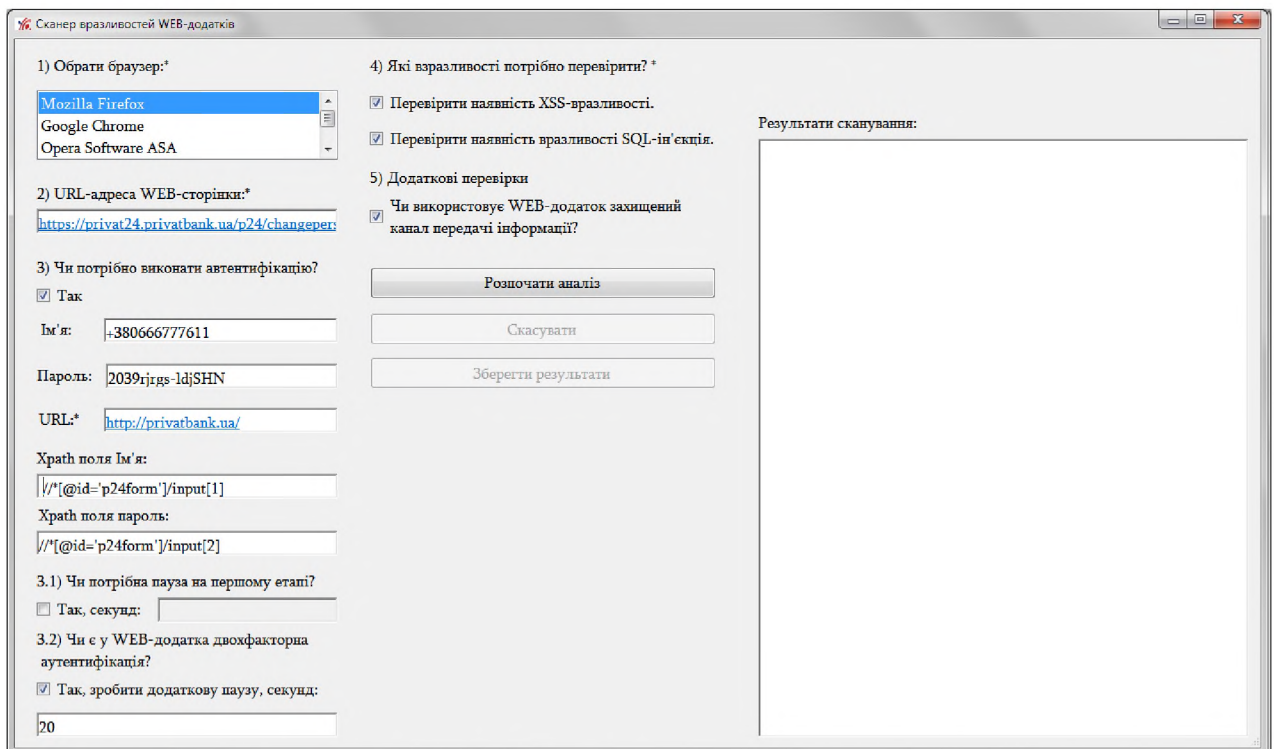 Сканер вразливостей WEB-додатків
1) Обрати браузер:*
Mozilla Firefox
Google Chrome
Opera Software ASA
2) URL-адреса WEB-сторінки:*
https://privat24.privatbank.ua/p24/changepers
3) Чи потрібно виконати автентифікацію?
Так
Ім'я:
+380666777611
Пароль:
2039rjrgs-ldjSHN
URL:*
http://privatbank.ua/
Xpath поля Ім'я:
//*[@id='p24form']/input[1]
Xpath поля пароль:
//*[@id='p24form']/input[2]
3.1) Чи потрібна пауза на першому етапі?
Так, секунд:
3.2) Чи є у WEB-додатка двохфакторна
аутентифікація?
Так, зробити додаткову паузу, секунд:
20
4) Які взразливості потрібно перевірити? *
Перевірити наявність XSS-вразливості.
Перевірити наявність вразливості SQL-ін'єкція.
5) Додаткові перевірки
Чи використовує WEB-додаток захищений
канал передачі інформації?
Розпочати аналіз
Скасувати
Зберегти результати
Результати сканування: